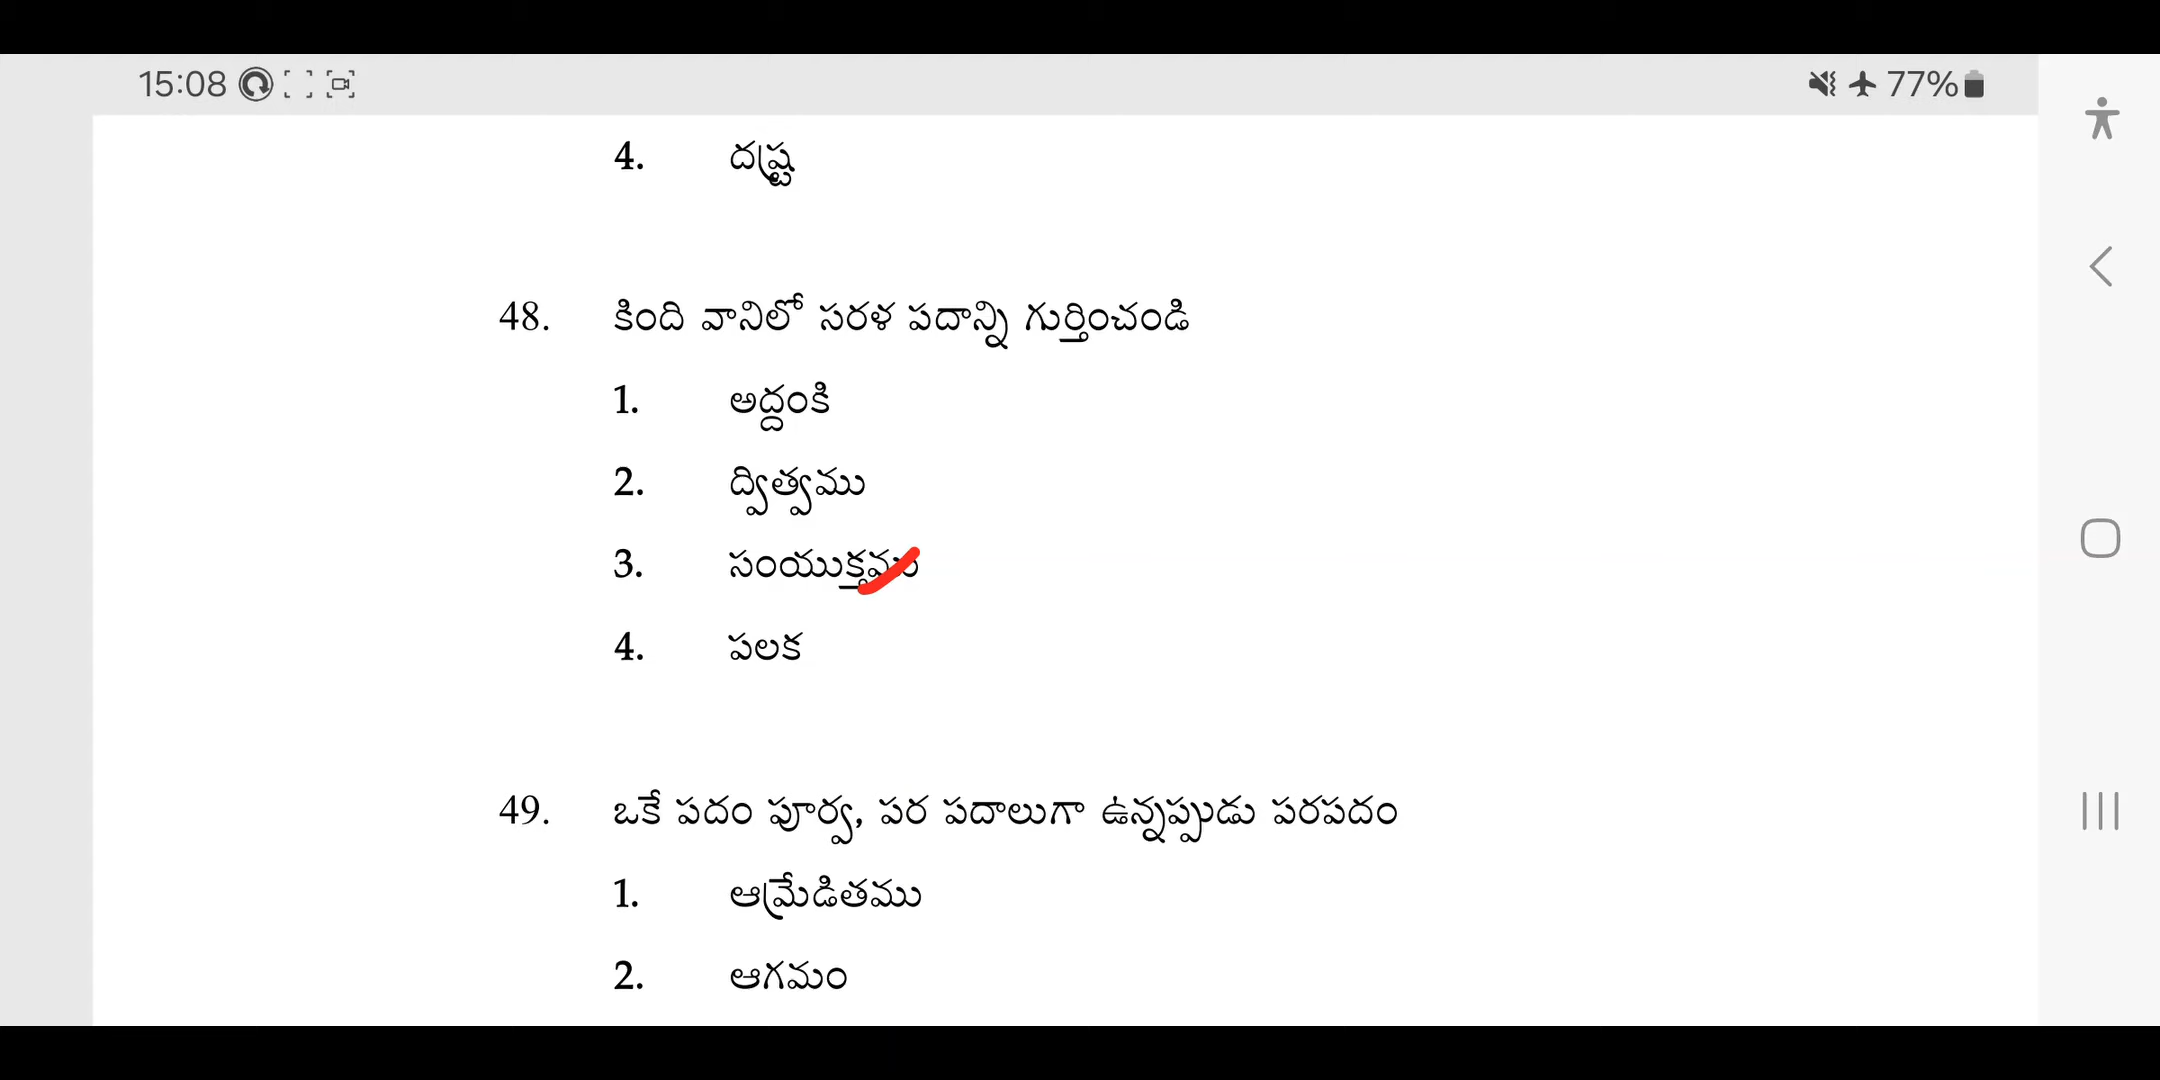 15:08 77%
4. దష్ట్ర
48. కింది వానిలో సరళ పదాన్ని గుర్తించండి
1. అద్దంకి
2. ద్విత్వము
3. సంయుక్తము
4. పలక
49. ఒకే పదం పూర్వ, పర పదాలుగా ఉన్నప్పుడు పరపదం
1. ఆమ్రేడితము
2. ఆగమం